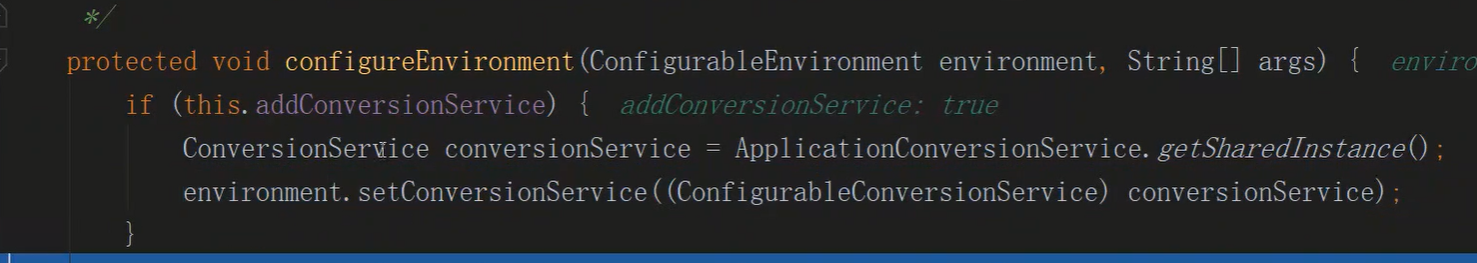 */
protected void configureEnvironment(ConfigurableEnvironment environment, String[] args) {  enviro
if (this.addConversionService) {  addConversionService: true
ConversionService conversionService = ApplicationConversionService.getSharedInstance();
environment.setConversionService((ConfigurableConversionService) conversionService);
}